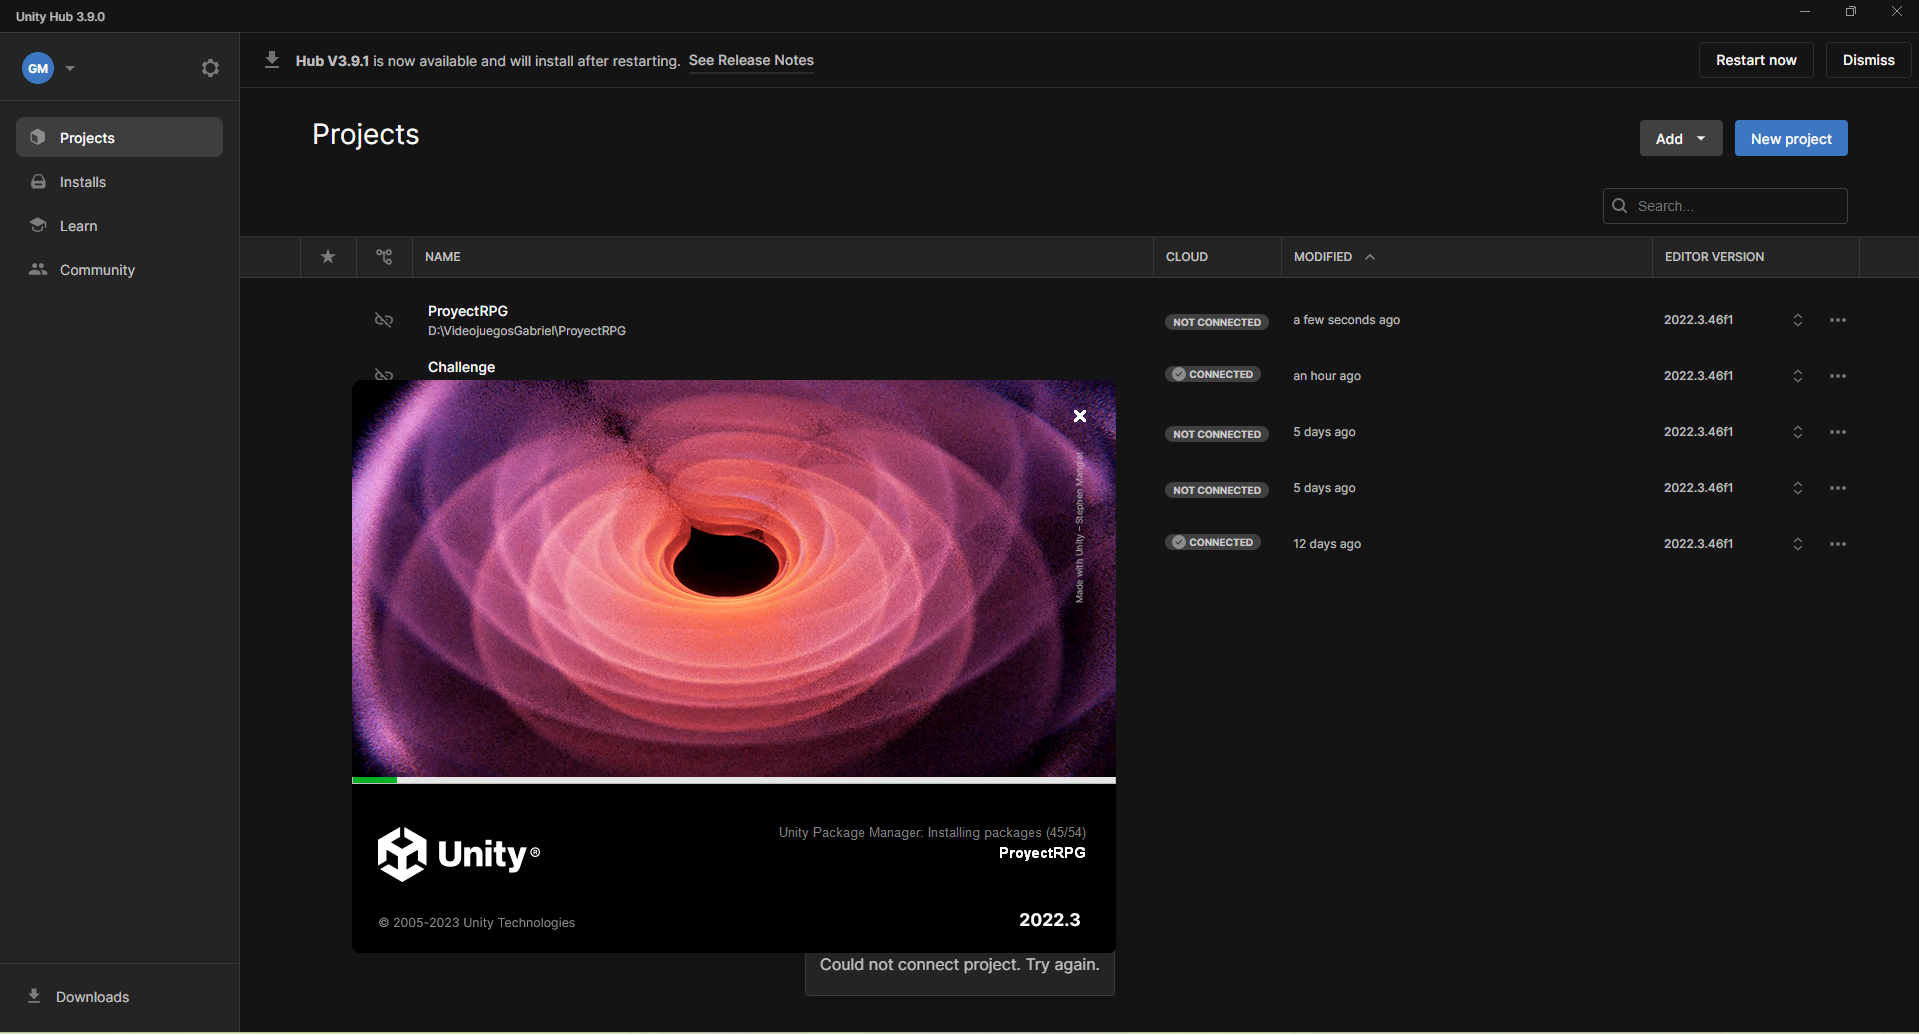 Unity Hub 3.9.0
GM
Hub V3.9.1 is now available and will install after restarting. See Release Notes
Restart now
Dismiss
Projects
Installs
Learn
Community
Downloads
Projects
Add
New project
Search...
NAME
CLOUD
MODIFIED
EDITOR VERSION
ProyectRPG
D:\VideojuegosGabriel\ProyectRPG
NOT CONNECTED
a few seconds ago
2022.3.46f1
Challenge
CONNECTED
an hour ago
2022.3.46f1
NOT CONNECTED
5 days ago
2022.3.46f1
NOT CONNECTED
5 days ago
2022.3.46f1
CONNECTED
12 days ago
2022.3.46f1
Made with Unity – Stephen Mangiat
Unity Package Manager: Installing packages (45/54)
ProyectRPG
Unity®
© 2005-2023 Unity Technologies
2022.3
Could not connect project. Try again.